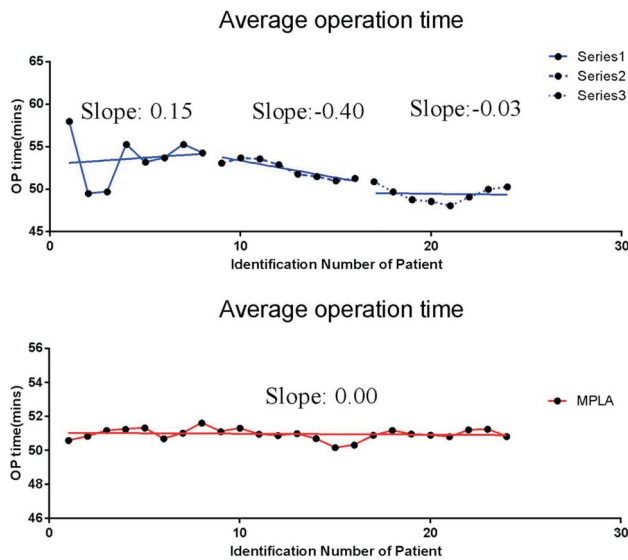 Average operation time
65
60
55
50
45
OP time(mins)
Slope: 0.15
Slope:-0.40
Slope:-0.03
Series1
Series2
Series3
0
10
20
30
Identification Number of Patient
Average operation time
56
54
52
50
48
46
OP time(mins)
Slope: 0.00
MPLA
0
10
20
30
Identification Number of Patient